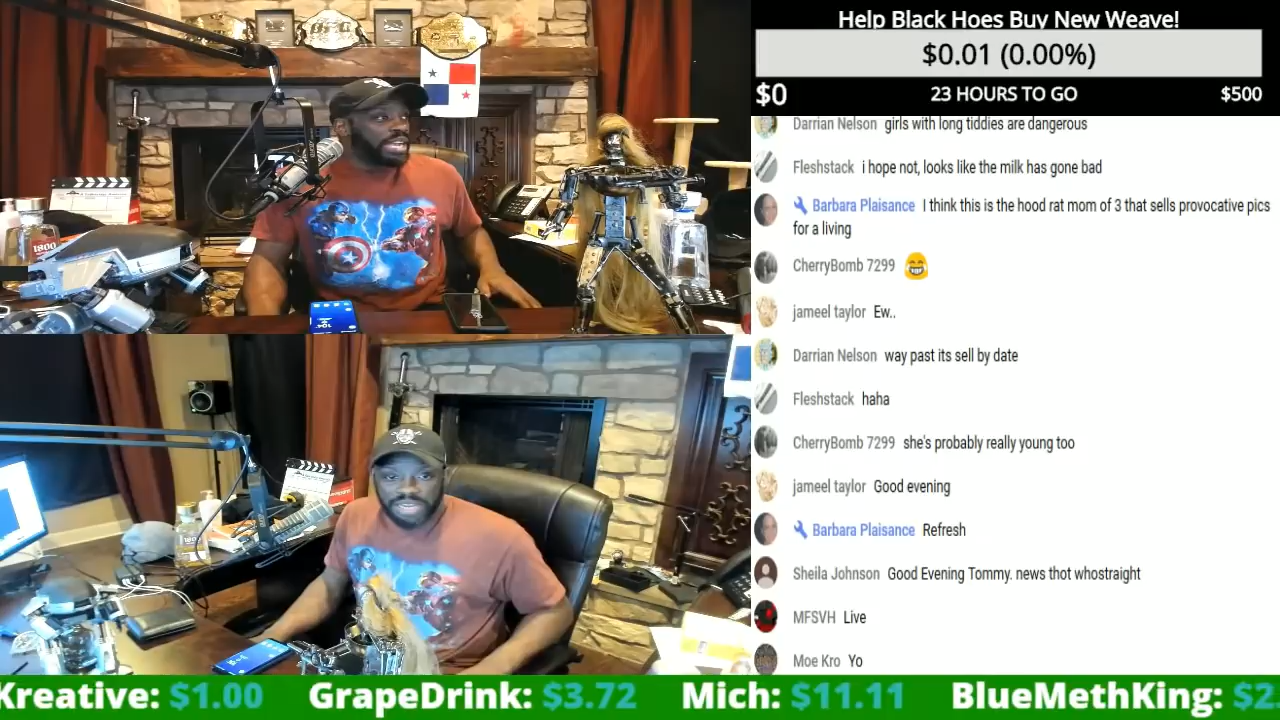 Help Black Hoes Buy New Weave!
$0.01 (0.00%)
$0 23 HOURS TO GO $500
Darrian Nelson girls with long tiddies are dangerous
Fleshstack i hope not, looks like the milk has gone bad
Barbara Plaisance I think this is the hood rat mom of 3 that sells provocative pics
for a living
CherryBomb 7299
jameel taylor Ew..
Darrian Nelson way past its sell by date
Fleshstack haha
CherryBomb 7299 she's probably really young too
jameel taylor Good evening
Barbara Plaisance Refresh
Sheila Johnson Good Evening Tommy. news thot whostraight
MFSVH Live
Moe Kro Yo
1800
1800
Kreative: $1.00 GrapeDrink: $3.72 Mich: $11.11 BlueMethKing: $2